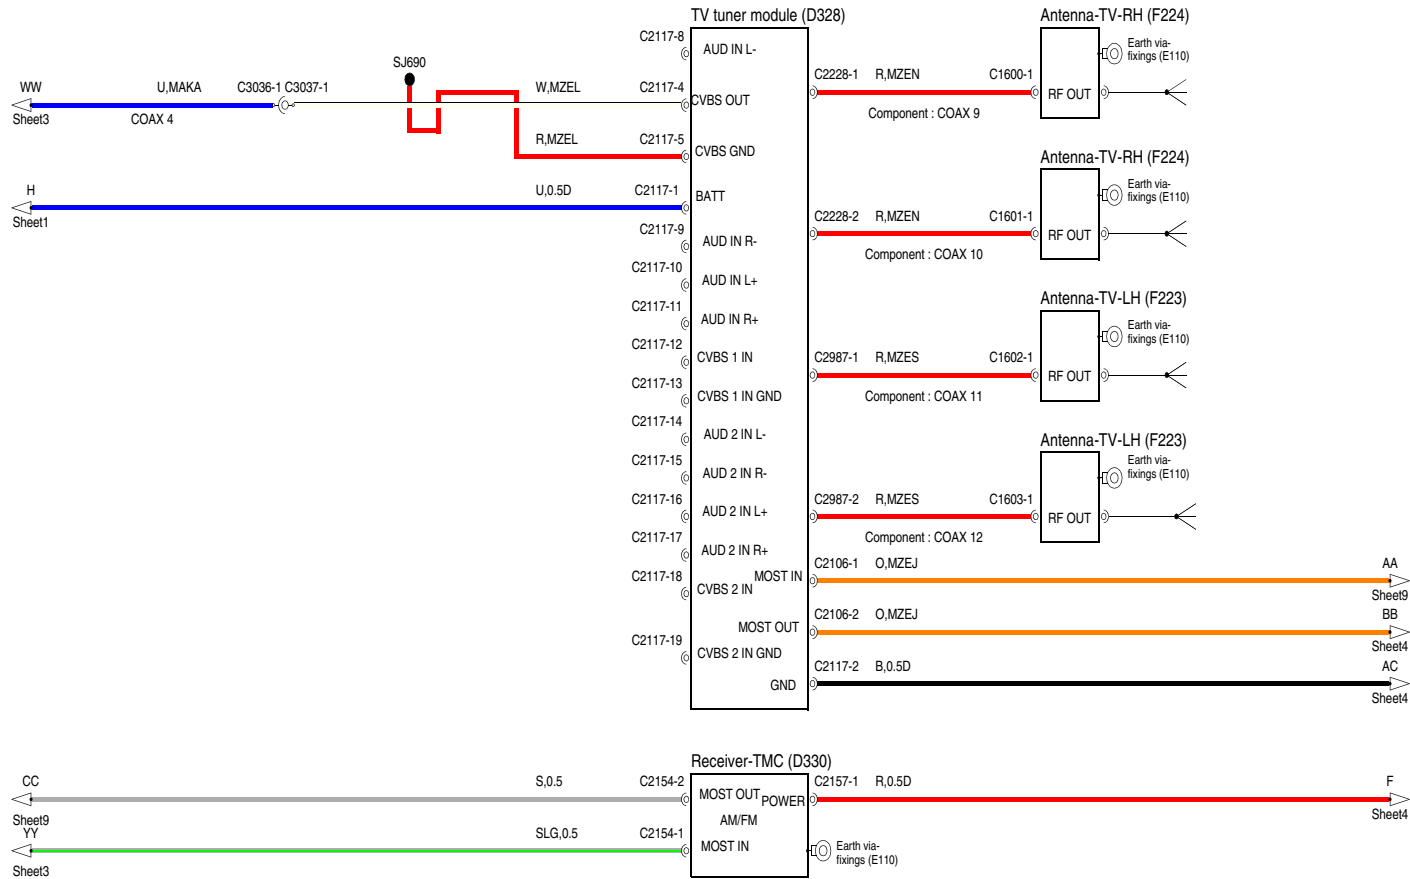 TV tuner module (D328)
Antenna-TV-RH (F224)
C2117-8
AUD IN L-
Earth via-
fixings (E110)
SJ690
C2228-1
R,MZEN
C1600-1
WW
U,MAKA
C3036-1
C3037-1
W,MZEL
C2117-4
CVBS OUT
RF OUT
Sheet3
COAX 4
Component : COAX 9
R,MZEL
C2117-5
CVBS GND
Antenna-TV-RH (F224)
Earth via-
fixings (E110)
H
U,0.5D
C2117-1
BATT
Sheet1
C2228-2
R,MZEN
C1601-1
C2117-9
AUD IN R-
RF OUT
Component : COAX 10
C2117-10
AUD IN L+
Antenna-TV-LH (F223)
C2117-11
AUD IN R+
Earth via-
fixings (E110)
C2117-12
CVBS 1 IN
C2987-1
R,MZES
C1602-1
RF OUT
C2117-13
CVBS 1 IN GND
Component : COAX 11
C2117-14
AUD 2 IN L-
Antenna-TV-LH (F223)
C2117-15
AUD 2 IN R-
Earth via-
fixings (E110)
C2117-16
AUD 2 IN L+
C2987-2
R,MZES
C1603-1
RF OUT
C2117-17
AUD 2 IN R+
Component : COAX 12
C2106-1
O,MZEJ
AA
C2117-18
MOST IN
CVBS 2 IN
Sheet9
C2106-2
O,MZEJ
BB
MOST OUT
C2117-19
CVBS 2 IN GND
Sheet4
C2117-2
B,0.5D
AC
GND
Sheet4
Receiver-TMC (D330)
CC
S,0.5
C2154-2
C2157-1
R,0.5D
F
MOST OUT
POWER
Sheet9
AM/FM
Sheet4
YY
SLG,0.5
C2154-1
MOST IN
Earth via-
fixings (E110)
Sheet3